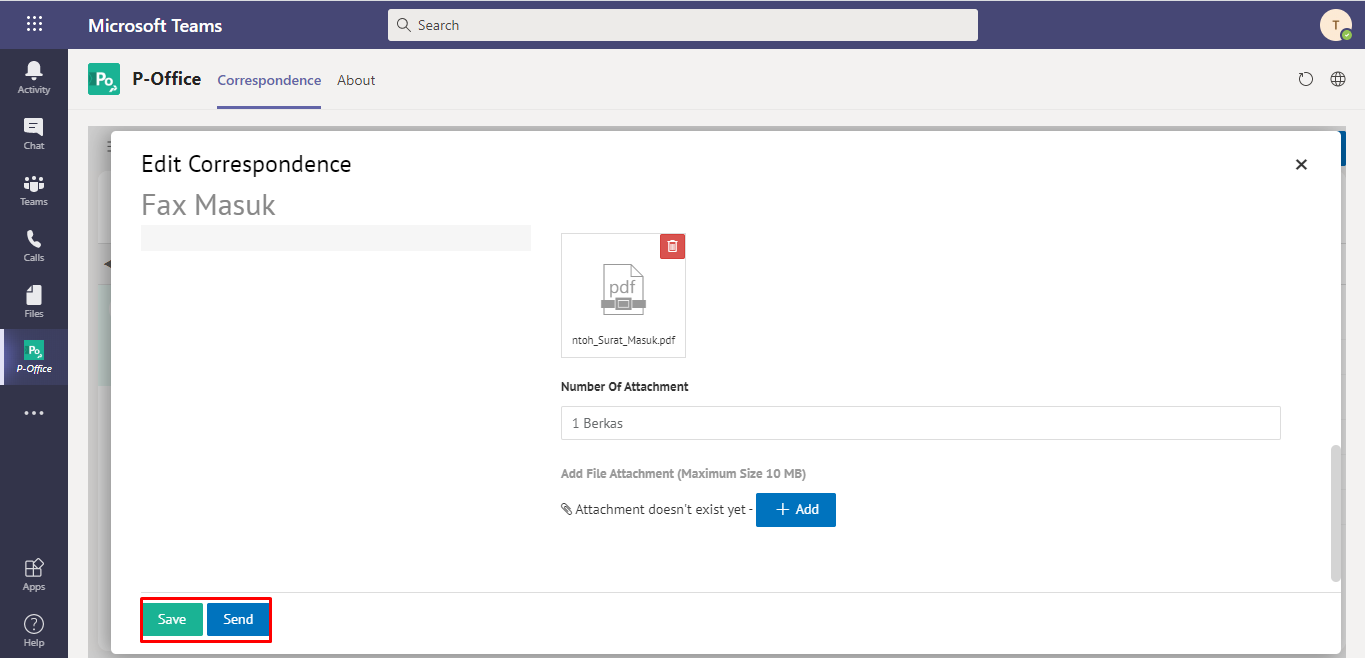 Microsoft Teams
Search
T
Activity
Chat
Teams
Calls
Files
Po
P-Office
Apps
Help
Po
P-Office
Correspondence
About
Edit Correspondence
Fax Masuk
pdf
ntoh_Surat_Masuk.pdf
Number Of Attachment
1 Berkas
Add File Attachment (Maximum Size 10 MB)
Attachment doesn't exist yet - + Add
Save Send